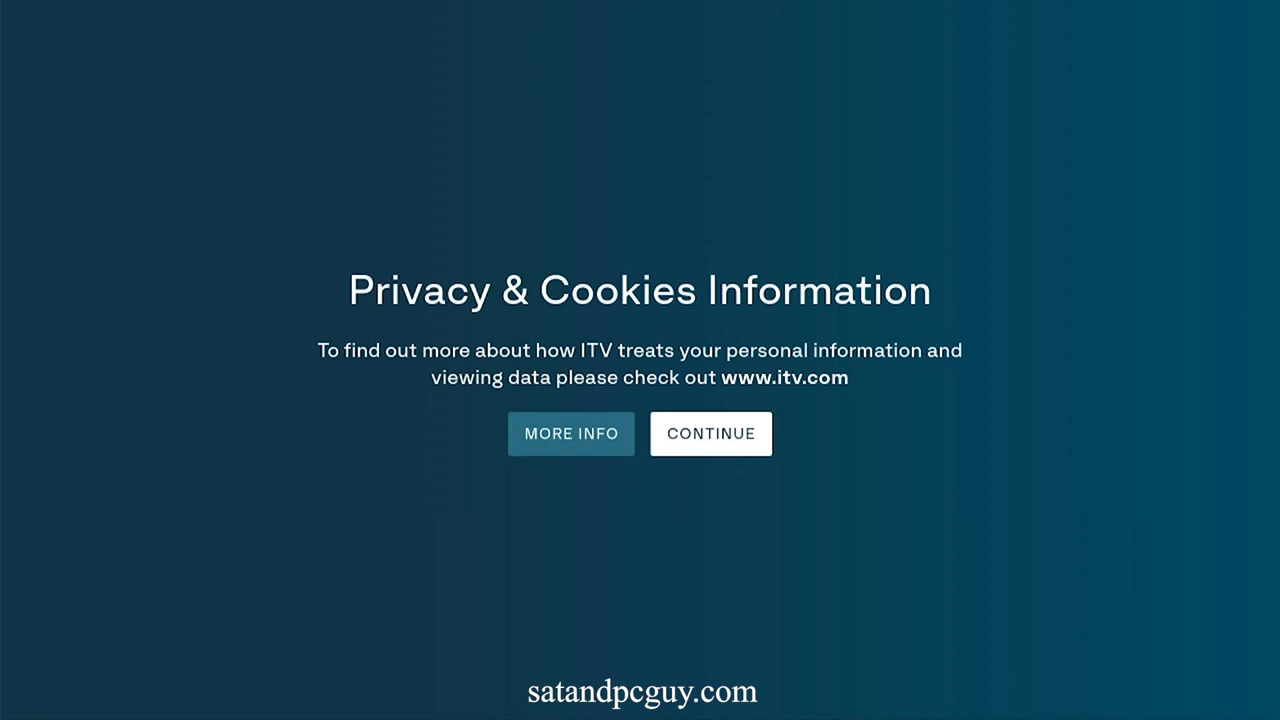 Privacy & Cookies Information
To find out more about how ITV treats your personal information and
viewing data please check out www.itv.com
MORE INFO
CONTINUE
satandpcguy.com